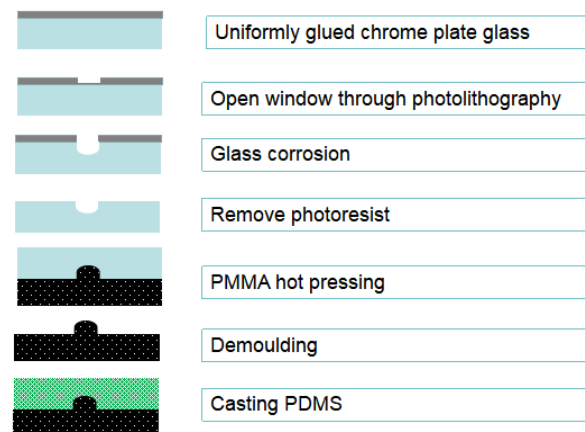 Uniformly glued chrome plate glass
Open window through photolithography
Glass corrosion
Remove photoresist
PMMA hot pressing
Demoulding
Casting PDMS